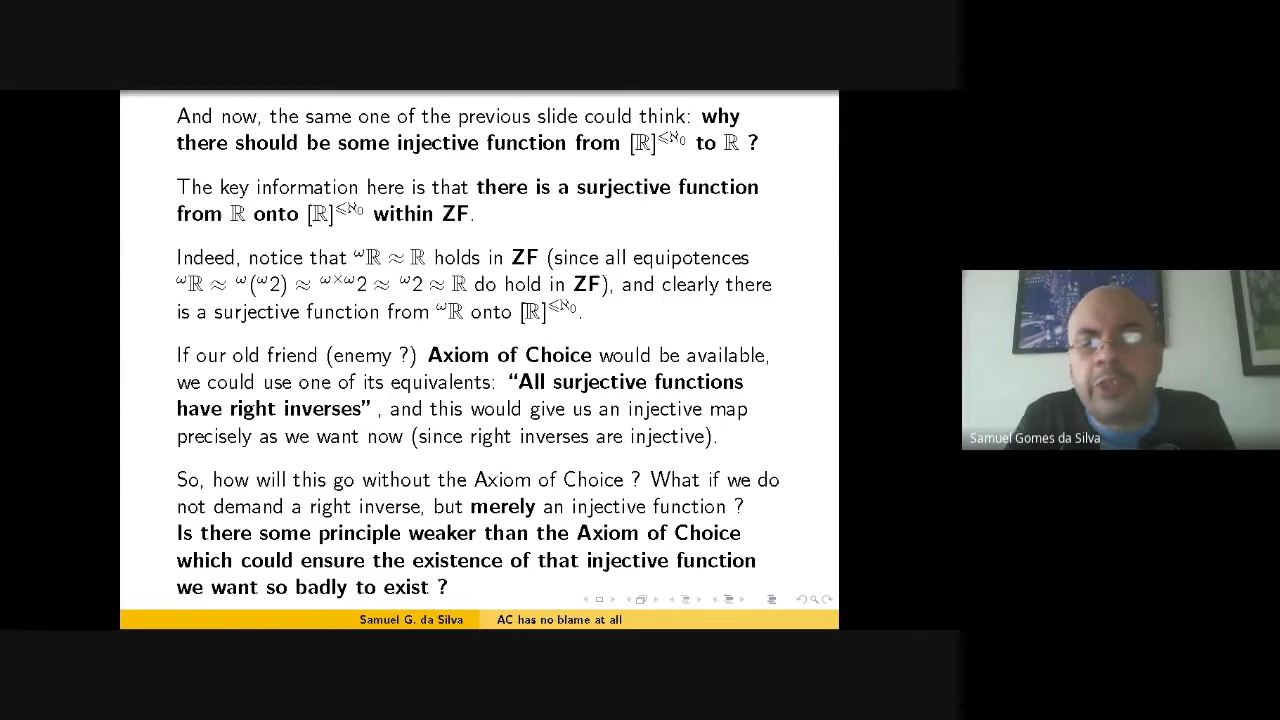 And now, the same one of the previous slide could think: why
there should be some injective function from [ℝ]^{⩽ℵ₀} to ℝ ?
The key information here is that there is a surjective function
from ℝ onto [ℝ]^{⩽ℵ₀} within ZF.
Indeed, notice that ^ωℝ ≈ ℝ holds in ZF (since all equipotences
^ωℝ ≈ ^ω(^ω2) ≈ ^{ω×ω}2 ≈ ^ω2 ≈ ℝ do hold in ZF), and clearly there
is a surjective function from ^ωℝ onto [ℝ]^{⩽ℵ₀}.
If our old friend (enemy ?) Axiom of Choice would be available,
we could use one of its equivalents: “All surjective functions
have right inverses” , and this would give us an injective map
precisely as we want now (since right inverses are injective).
So, how will this go without the Axiom of Choice ? What if we do
not demand a right inverse, but merely an injective function ?
Is there some principle weaker than the Axiom of Choice
which could ensure the existence of that injective function
we want so badly to exist ?
Samuel G. da Silva
AC has no blame at all
Samuel Gomes da Silva